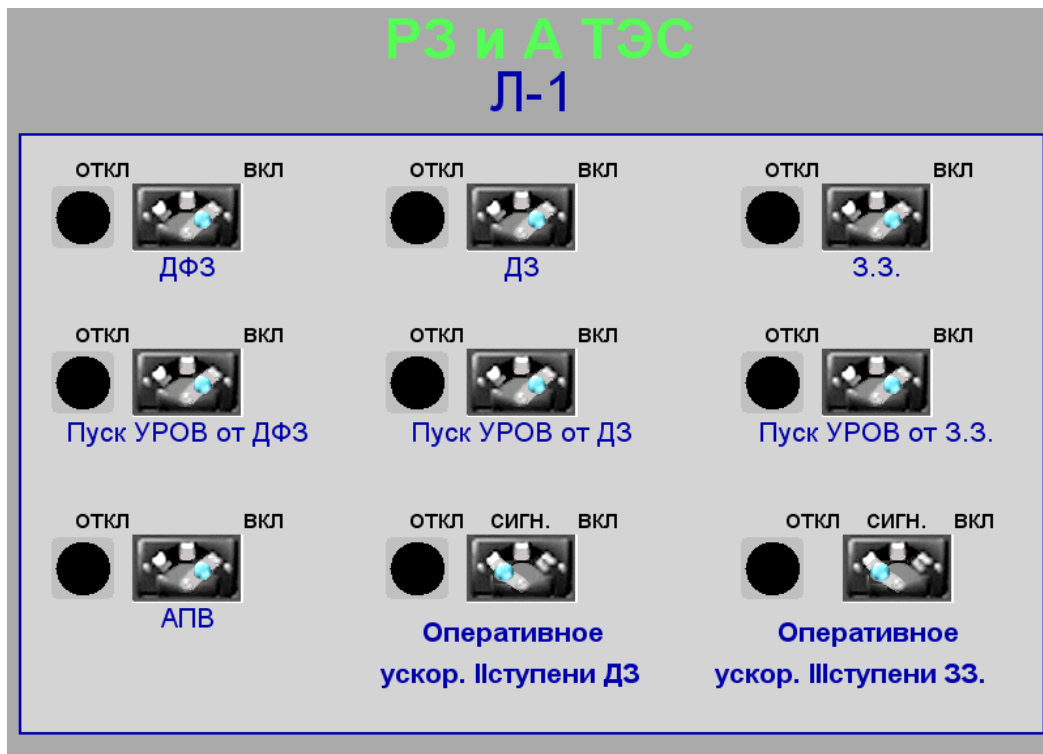 РЗ и А ТЭС
Л-1
ОТКЛ ВКЛ ОТКЛ ВКЛ ОТКЛ ВКЛ
ДФЗ ДЗ З.З.
ОТКЛ ВКЛ ОТКЛ ВКЛ ОТКЛ ВКЛ
Пуск УРОВ от ДФЗ Пуск УРОВ от ДЗ Пуск УРОВ от З.З.
ОТКЛ ВКЛ ОТКЛ СИГН. ВКЛ ОТКЛ СИГН. ВКЛ
АПВ
Оперативное Оперативное
ускор. IIступени ДЗ ускор. IIIступени ЗЗ.